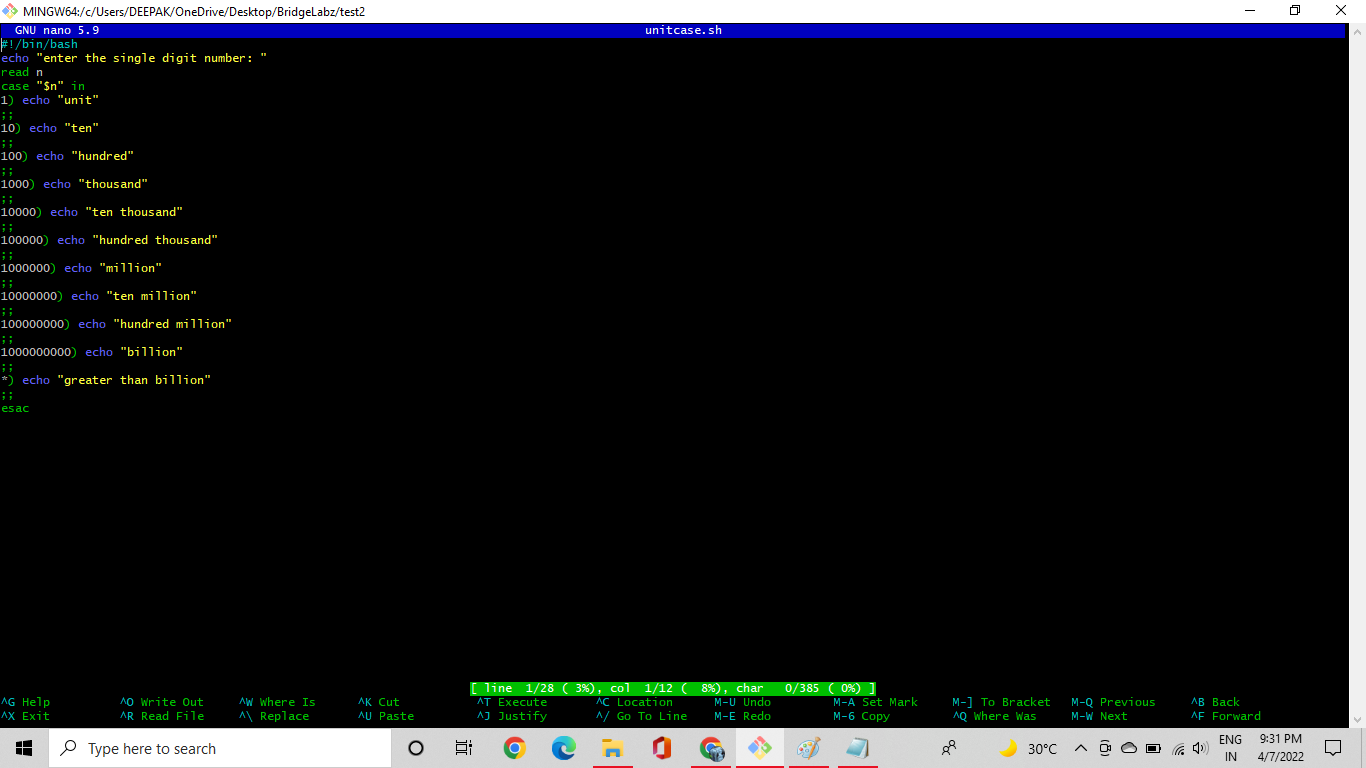 MINGW64:/c/Users/DEEPAK/OneDrive/Desktop/BridgeLabz/test2
GNU nano 5.9 unitcase.sh
#!/bin/bash
echo "enter the single digit number: "
read n
case "$n" in
1) echo "unit"
;;
10) echo "ten"
;;
100) echo "hundred"
;;
1000) echo "thousand"
;;
10000) echo "ten thousand"
;;
100000) echo "hundred thousand"
;;
1000000) echo "million"
;;
10000000) echo "ten million"
;;
100000000) echo "hundred million"
;;
1000000000) echo "billion"
;;
*) echo "greater than billion"
;;
esac
[ line 1/28 ( 3%), col 1/12 ( 8%), char 0/385 ( 0%) ]
^G Help ^O Write Out ^W Where Is ^K Cut ^T Execute ^C Location M-U Undo M-A Set Mark M-] To Bracket M-Q Previous ^B Back
^X Exit ^R Read File ^\ Replace ^U Paste ^J Justify ^/ Go To Line M-E Redo M-6 Copy ^Q Where Was M-W Next ^F Forward
Type here to search 30°C ENG IN 9:31 PM 4/7/2022